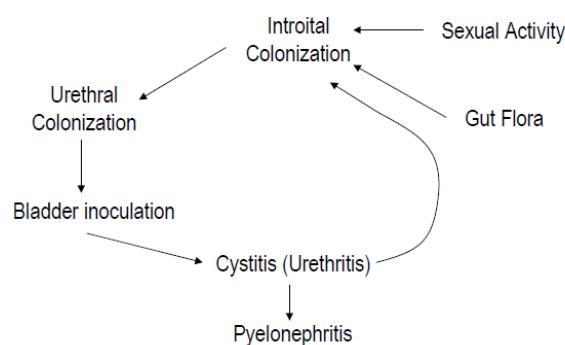 Introital
Colonization
Sexual Activity
Urethral
Colonization
Gut Flora
Bladder inoculation
Cystitis (Urethritis)
Pyelonephritis